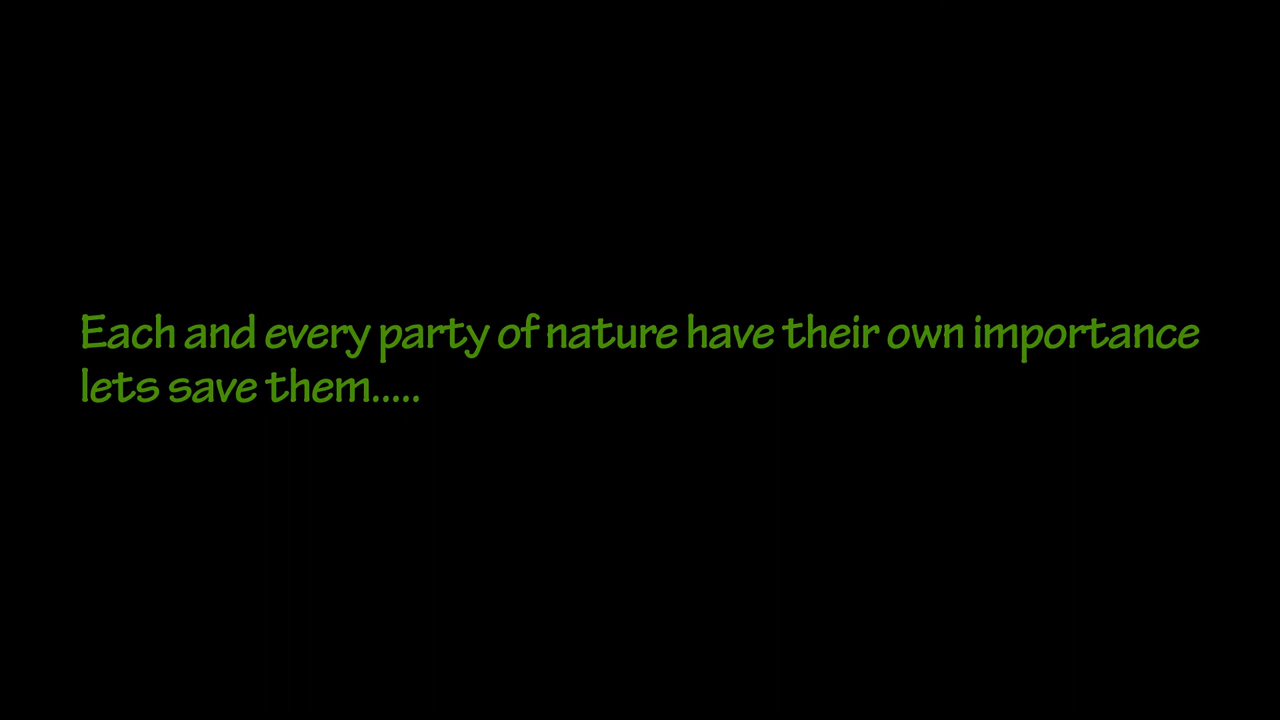 Each and every party of nature have their own importance
lets save them.....